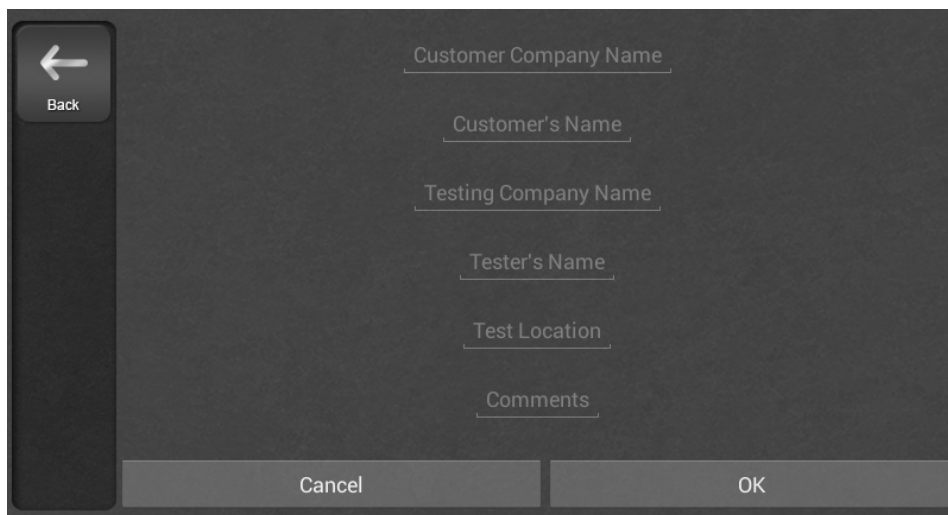 Back
Customer Company Name
Customer's Name
Testing Company Name
Tester's Name
Test Location
Comments
Cancel
OK